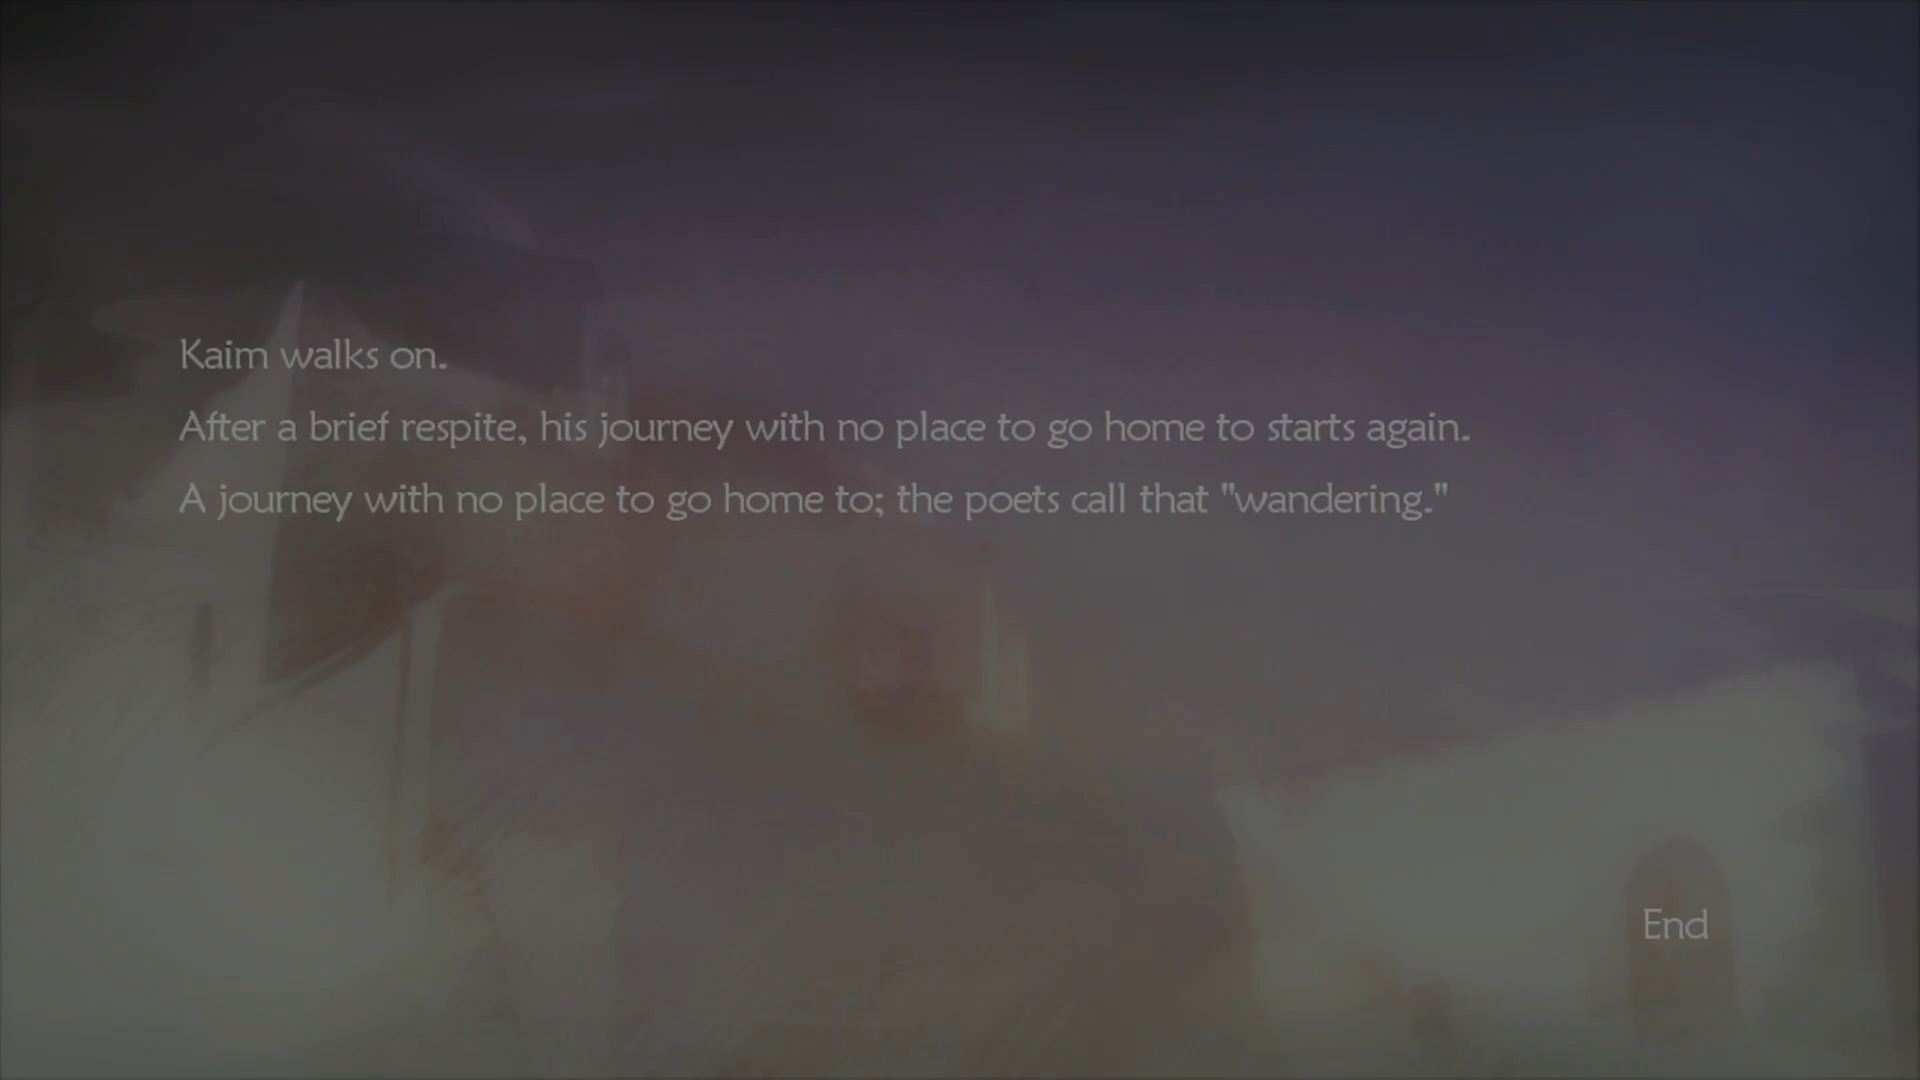 Kaim walks on.
After a brief respite, his journey with no place to go home to starts again.
A journey with no place to go home to; the poets call that "wandering."
End